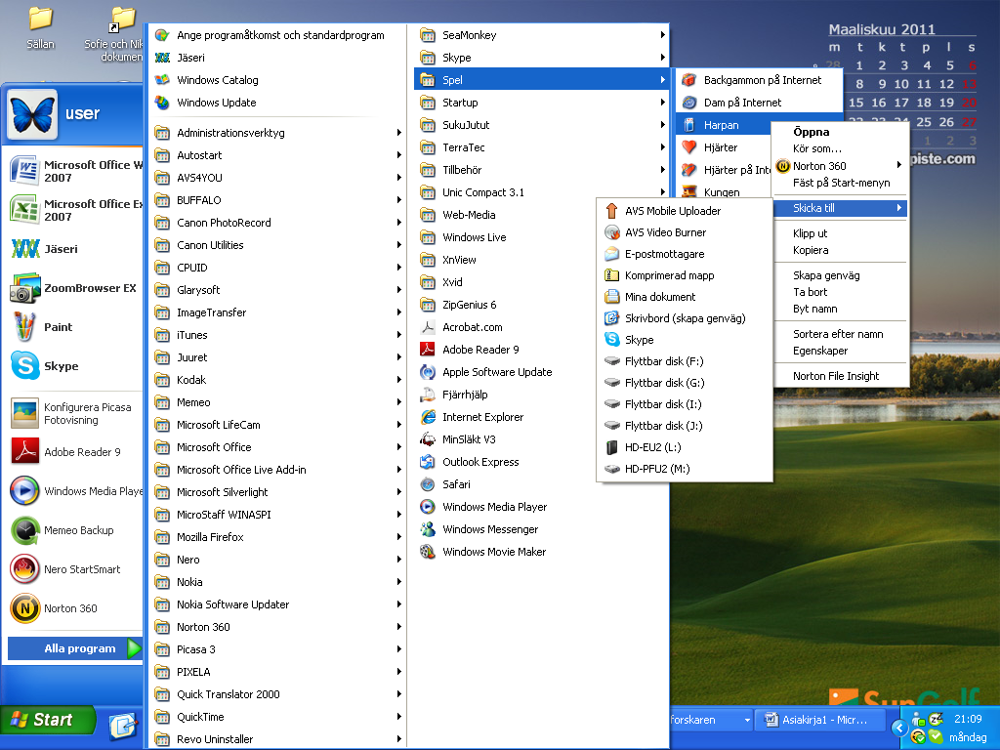 Sällan
Sofie och Nik
dokumen
user
Microsoft Office W
2007
Microsoft Office Ex
2007
Jäseri
ZoomBrowser EX
Paint
Skype
Konfigurera Picasa
Fotovisning
Adobe Reader 9
Windows Media Playe
Memeo Backup
Nero StartSmart
Norton 360
Alla program
Start
Ange programåtkomst och standardprogram
Jäseri
Windows Catalog
Windows Update
Administrationsverktyg
Autostart
AVS4YOU
BUFFALO
Canon PhotoRecord
Canon Utilities
CPUID
Glarysoft
ImageTransfer
iTunes
Juuret
Kodak
Memeo
Microsoft LifeCam
Microsoft Office
Microsoft Office Live Add-in
Microsoft Silverlight
MicroStaff WINASPI
Mozilla Firefox
Nero
Nokia
Nokia Software Updater
Norton 360
Picasa 3
PIXELA
Quick Translator 2000
QuickTime
Revo Uninstaller
SeaMonkey
Skype
Spel
Startup
SukuJutut
TerraTec
Tillbehör
Unic Compact 3.1
Web-Media
Windows Live
XnView
Xvid
ZipGenius 6
Acrobat.com
Adobe Reader 9
Apple Software Update
Fjärrhjälp
Internet Explorer
MinSläkt V3
Outlook Express
Safari
Windows Media Player
Windows Messenger
Windows Movie Maker
Backgammon på Internet
Dam på Internet
Harpan
Hjärter
Hjärter på Int
Kungen
Öppna
Kör som...
Norton 360
Fäst på Start-menyn
Skicka till
Klipp ut
Kopiera
Skapa genväg
Ta bort
Byt namn
Sortera efter namn
Egenskaper
Norton File Insight
AVS Mobile Uploader
AVS Video Burner
E-postmottagare
Komprimerad mapp
Mina dokument
Skrivbord (skapa genväg)
Skype
Flyttbar disk (F:)
Flyttbar disk (G:)
Flyttbar disk (I:)
Flyttbar disk (J:)
HD-EU2 (L:)
HD-PFU2 (M:)
Maaliskuu 2011
m t k t p l s
28 1 2 3 4 5 6
8 9 10 11 12 13
15 16 17 18 19 20
22 23 24 25 26 27
1 2 3
piste.com
SunGolf
forskaren
Asiakirja1 - Micr...
21:09
måndag